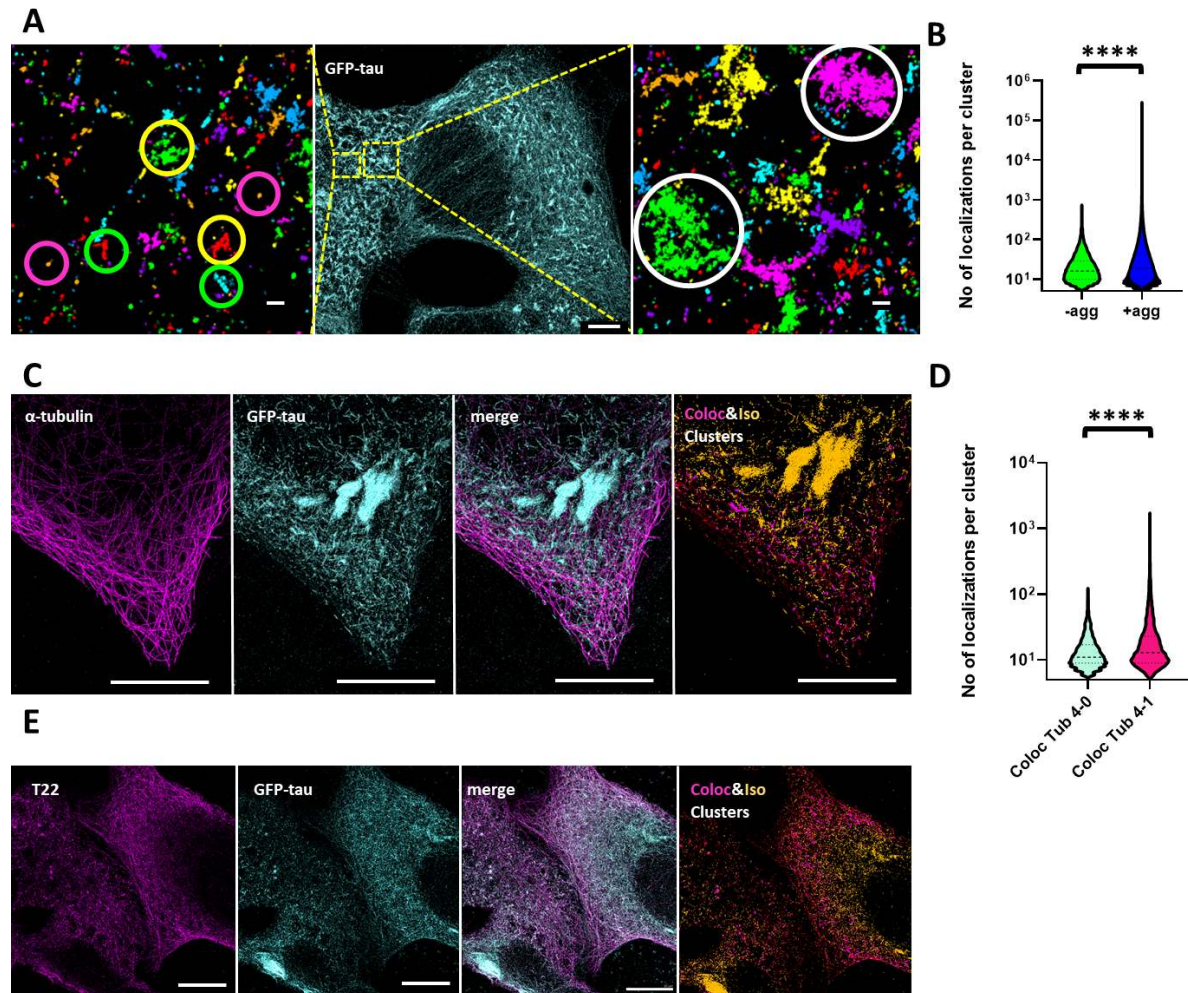 A
GFP-tau
B
****
No of localizations per cluster
10⁶
10⁵
10⁴
10³
10²
10¹
-agg
+agg
C
α-tubulin
GFP-tau
merge
Coloc&Iso
Clusters
D
****
No of localizations per cluster
10⁴
10³
10²
10¹
Coloc Tub 4-0
Coloc Tub 4-1
E
T22
GFP-tau
merge
Coloc&Iso
Clusters